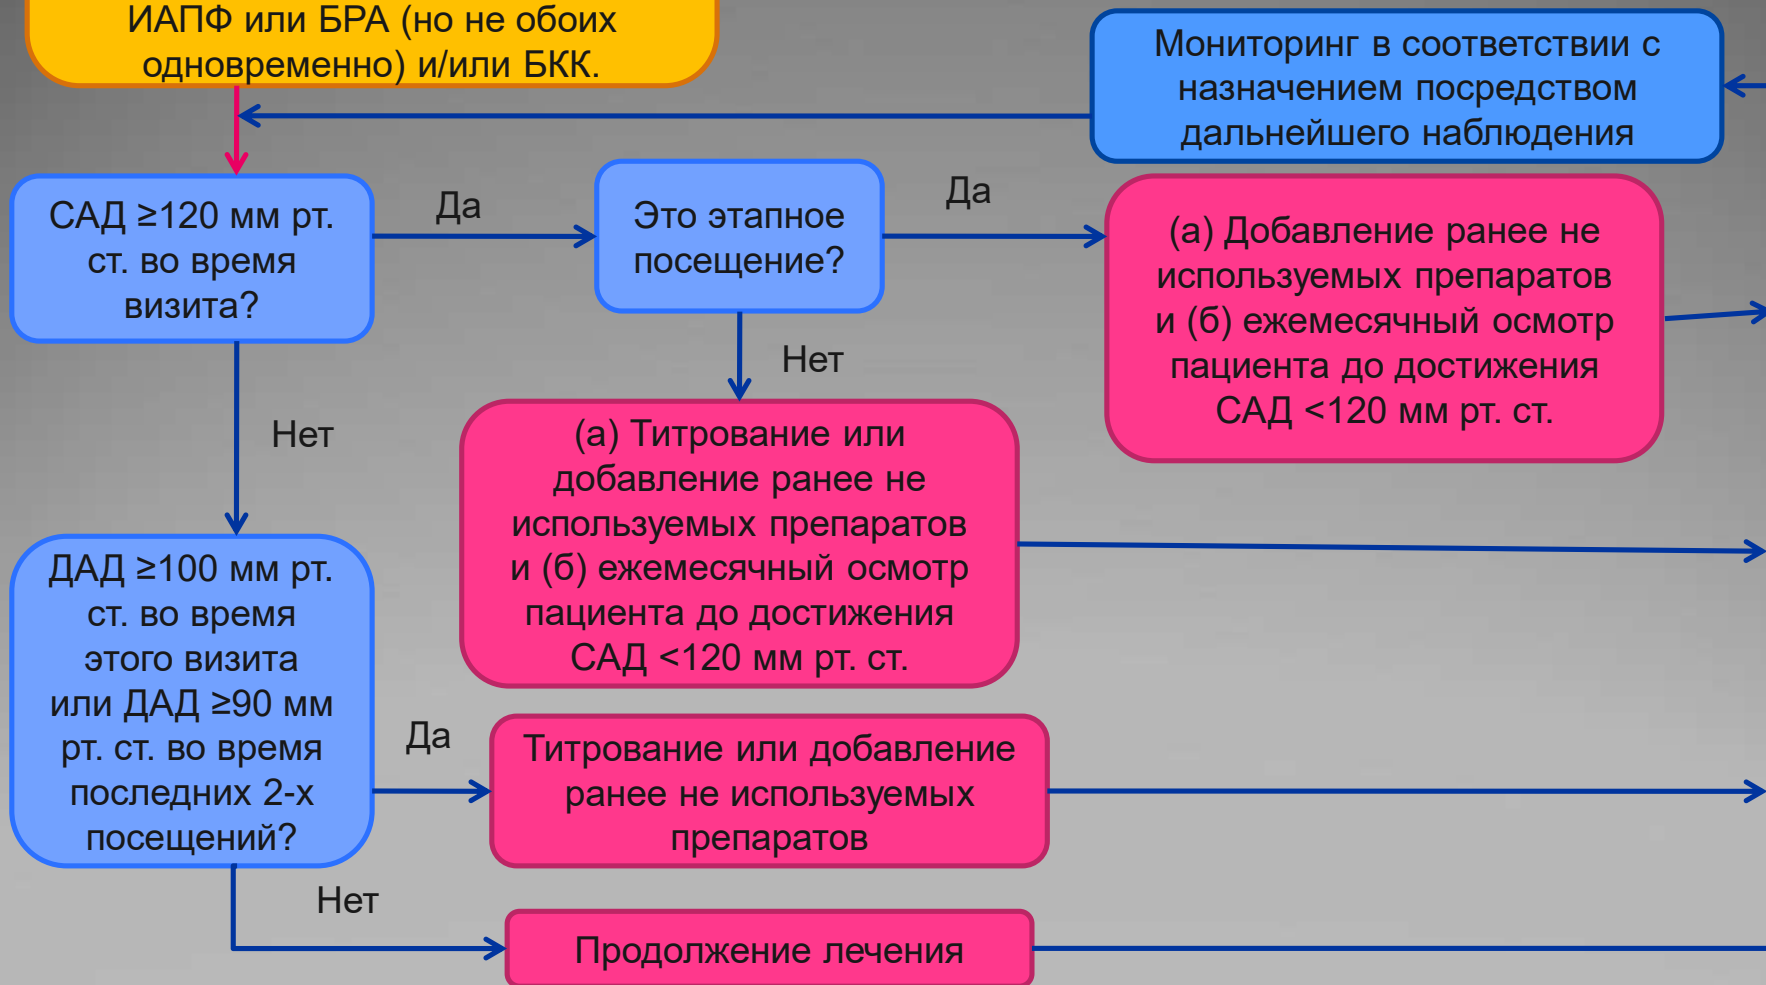 ИАПФ или БРА (но не обоих
одновременно) и/или БКК.
Мониторинг в соответствии с
назначением посредством
дальнейшего наблюдения
САД ≥120 мм рт.
ст. во время
визита?
Да
Это этапное
посещение?
Да
(а) Добавление ранее не
используемых препаратов
и (б) ежемесячный осмотр
пациента до достижения
САД <120 мм рт. ст.
Нет
Нет
(а) Титрование или
добавление ранее не
используемых препаратов
и (б) ежемесячный осмотр
пациента до достижения
САД <120 мм рт. ст.
ДАД ≥100 мм рт.
ст. во время
этого визита
или ДАД ≥90 мм
рт. ст. во время
последних 2-х
посещений?
Да
Титрование или добавление
ранее не используемых
препаратов
Нет
Продолжение лечения